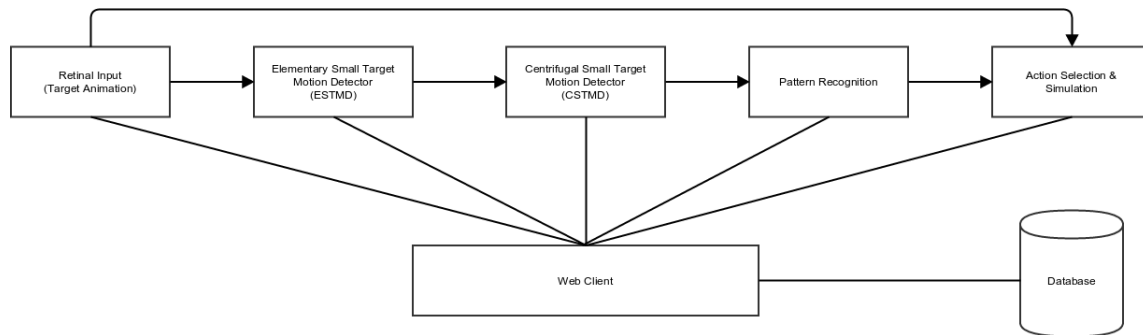 Retinal Input
(Target Animation)
Elementary Small Target
Motion Detector
(ESTMD)
Centrifugal Small Target
Motion Detector
(CSTMD)
Pattern Recognition
Action Selection &
Simulation
Web Client
Database